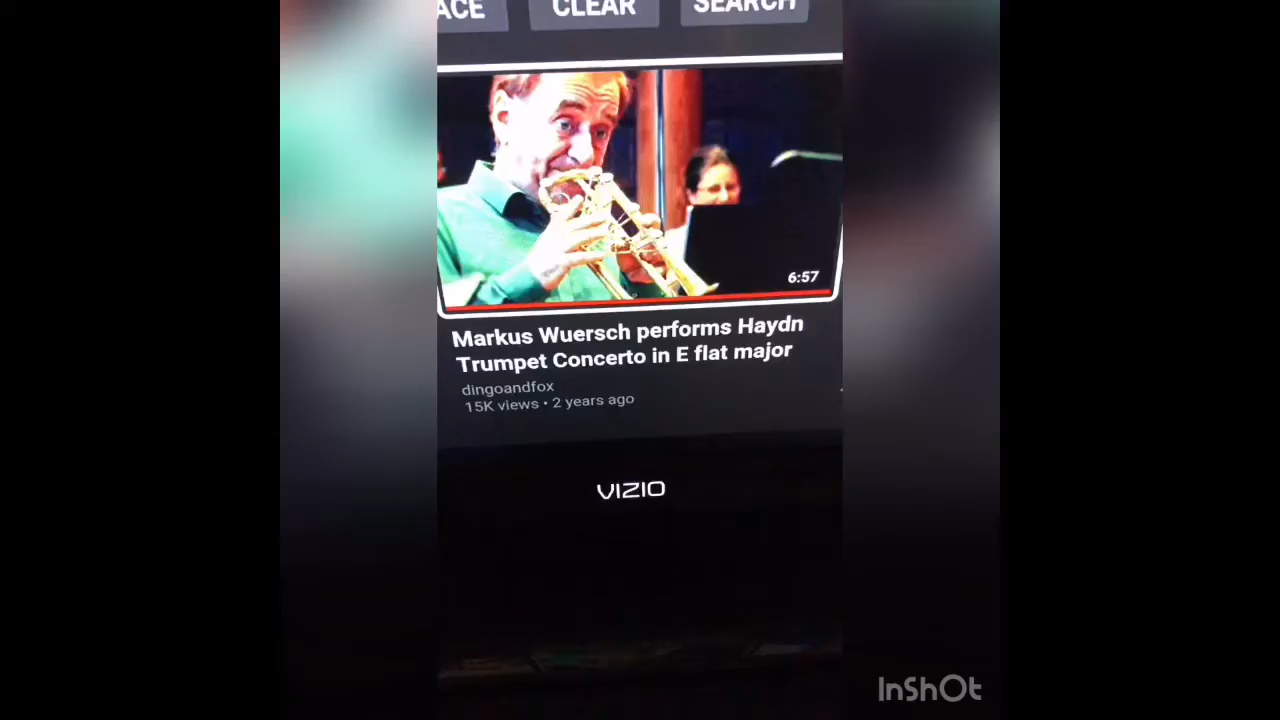 ACE CLEAR SEARCH
6:57
Markus Wuersch performs Haydn
Trumpet Concerto in E flat major
dingoandfox
15K views • 2 years ago
VIZIO
InShOt